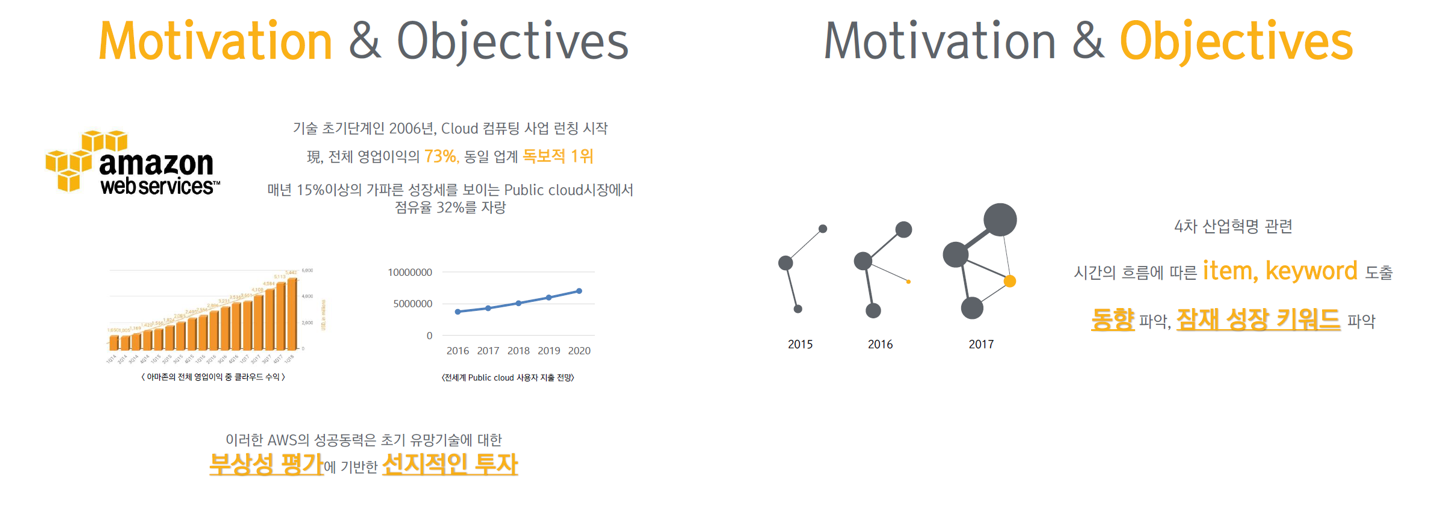 Motivation & Objectives
amazon
web services™
기술 초기단계인 2006년, Cloud 컴퓨팅 사업 런칭 시작
現, 전체 영업이익의 73%, 동일 업계 독보적 1위
매년 15%이상의 가파른 성장세를 보이는 Public cloud시장에서
점유율 32%를 자랑
6,000
4,000
2,000
0
< 아마존의 전체 영업이익 중 클라우드 수익 >
10000000
5000000
0
2016 2017 2018 2019 2020
<전세계 Public cloud 사용자 지출 전망>
이러한 AWS의 성공동력은 초기 유망기술에 대한
부상성 평가에 기반한 선지적인 투자
Motivation & Objectives
2015 2016 2017
4차 산업혁명 관련
시간의 흐름에 따른 item, keyword 도출
동향 파악, 잠재 성장 키워드 파악